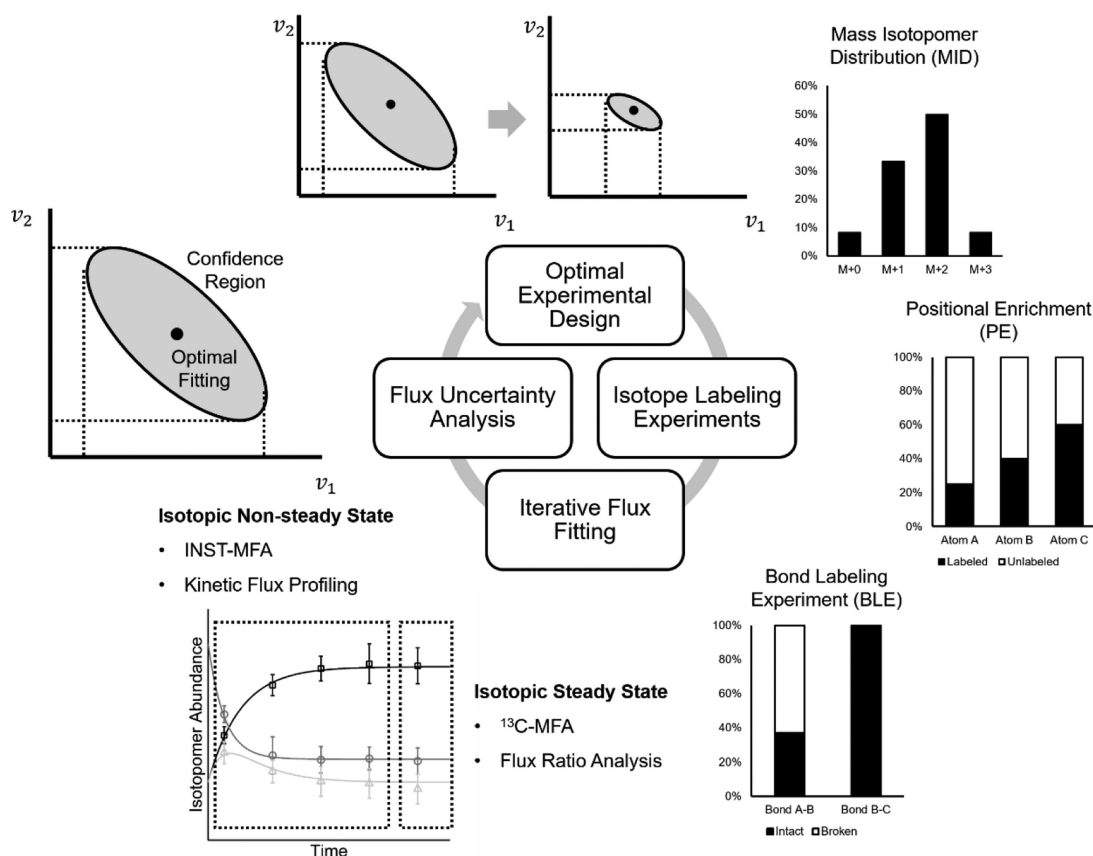 v₂
v₁
v₂
v₁
Mass Isotopomer
Distribution (MID)
60%
50%
40%
30%
20%
10%
0%
M+0 M+1 M+2 M+3
v₂
Confidence
Region
Optimal
Fitting
v₁
Optimal
Experimental
Design
Flux Uncertainty
Analysis
Isotope Labeling
Experiments
Iterative Flux
Fitting
Positional Enrichment
(PE)
100%
80%
60%
40%
20%
0%
Atom A Atom B Atom C
Labeled Unlabeled
Isotopic Non-steady State
• INST-MFA
• Kinetic Flux Profiling
Isotopomer Abundance
Time
Isotopic Steady State
• ¹³C-MFA
• Flux Ratio Analysis
Bond Labeling
Experiment (BLE)
100%
80%
60%
40%
20%
0%
Bond A-B Bond B-C
Intact Broken